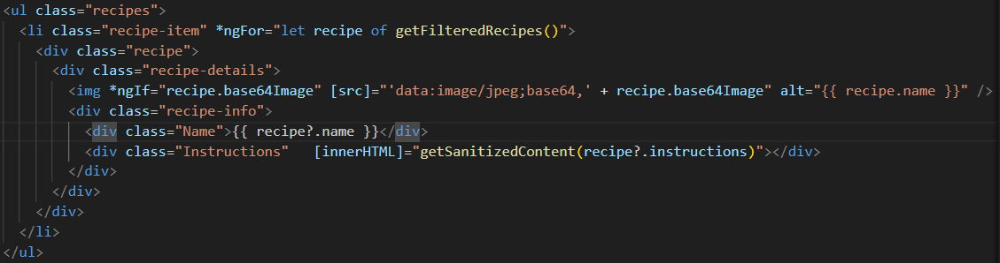 <ul class="recipes">
<li class="recipe-item" *ngFor="let recipe of getFilteredRecipes()">
<div class="recipe">
<div class="recipe-details">
<img *ngIf="recipe.base64Image" [src]="'data:image/jpeg;base64,' + recipe.base64Image" alt="{{ recipe.name }}" />
<div class="recipe-info">
<div class="Name">{{ recipe?.name }}</div>
<div class="Instructions"   [innerHTML]="getSanitizedContent(recipe?.instructions)"></div>
</div>
</div>
</div>
</li>
</ul>